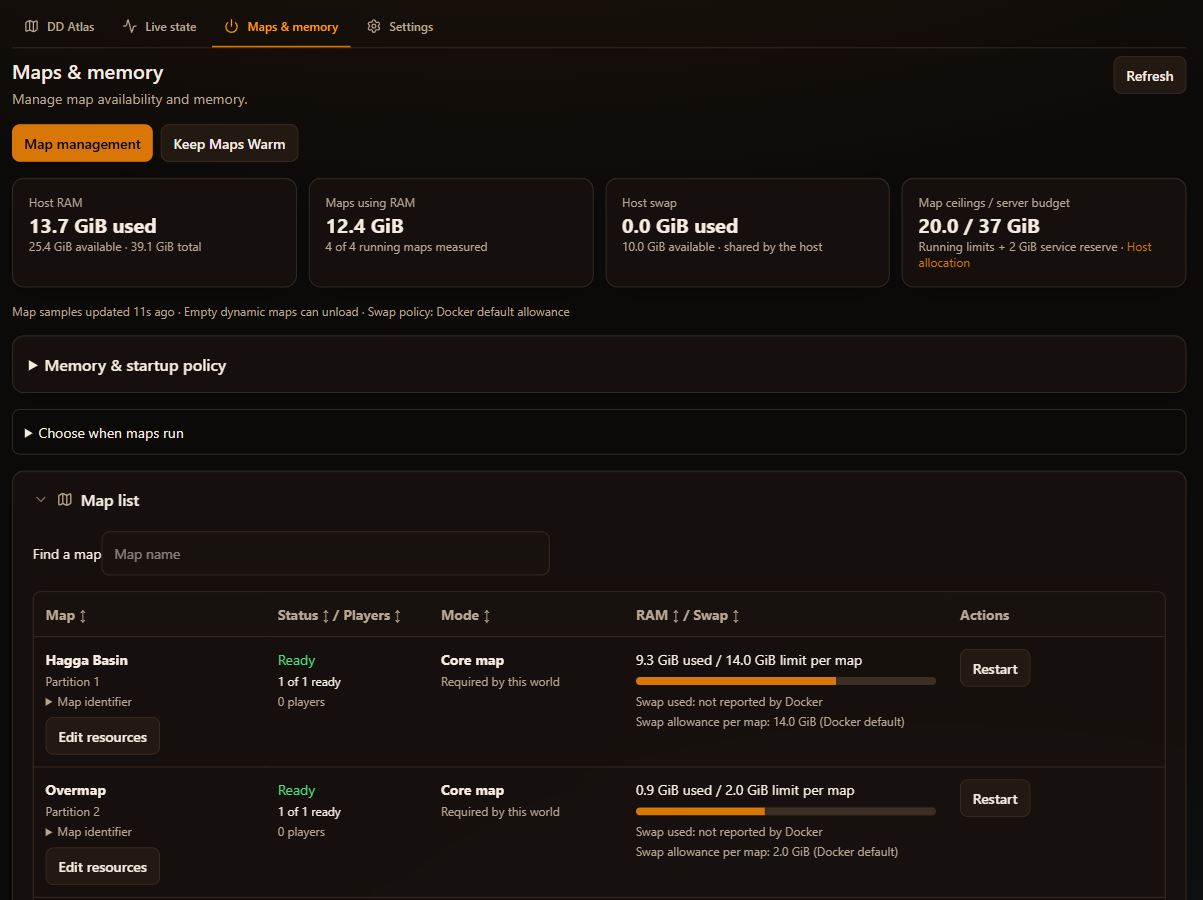 DD Atlas Live state Maps & memory Settings
Maps & memory
Refresh
Manage map availability and memory.
Map management Keep Maps Warm
Host RAM
13.7 GiB used
25.4 GiB available · 39.1 GiB total
Maps using RAM
12.4 GiB
4 of 4 running maps measured
Host swap
0.0 GiB used
10.0 GiB available · shared by the host
Map ceilings / server budget
20.0 / 37 GiB
Running limits + 2 GiB service reserve · Host
allocation
Map samples updated 11s ago · Empty dynamic maps can unload · Swap policy: Docker default allowance
Memory & startup policy
Choose when maps run
Map list
Find a map Map name
Map Status / Players Mode RAM / Swap Actions
Hagga Basin
Partition 1
Map identifier
Edit resources
Ready
1 of 1 ready
0 players
Core map
Required by this world
9.3 GiB used / 14.0 GiB limit per map
Swap used: not reported by Docker
Swap allowance per map: 14.0 GiB (Docker default)
Restart
Overmap
Partition 2
Map identifier
Edit resources
Ready
1 of 1 ready
0 players
Core map
Required by this world
0.9 GiB used / 2.0 GiB limit per map
Swap used: not reported by Docker
Swap allowance per map: 2.0 GiB (Docker default)
Restart